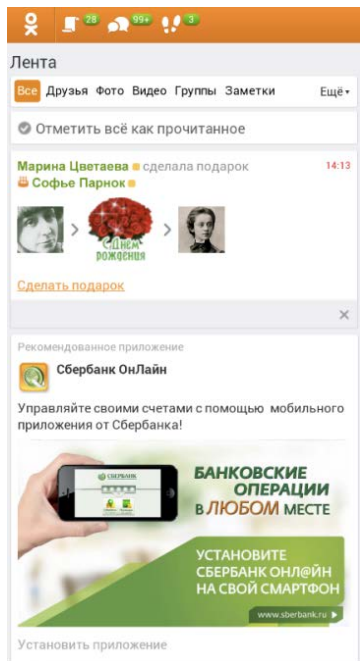 28 99+ 3
Лента
Все Друзья Фото Видео Группы Заметки Ещё
Отметить всё как прочитанное
Марина Цветаева сделала подарок 14:13
Софье Парнок
С Днем
рождения
Сделать подарок
Рекомендованное приложение
Сбербанк ОнЛайн
Управляйте своими счетами с помощью мобильного
приложения от Сбербанка!
СБЕРБАНК
БАНКОВСКИЕ
ОПЕРАЦИИ
В ЛЮБОМ МЕСТЕ
УСТАНОВИТЕ
СБЕРБАНК ОНЛ@ЙН
НА СВОЙ СМАРТФОН
www.sberbank.ru
Установить приложение